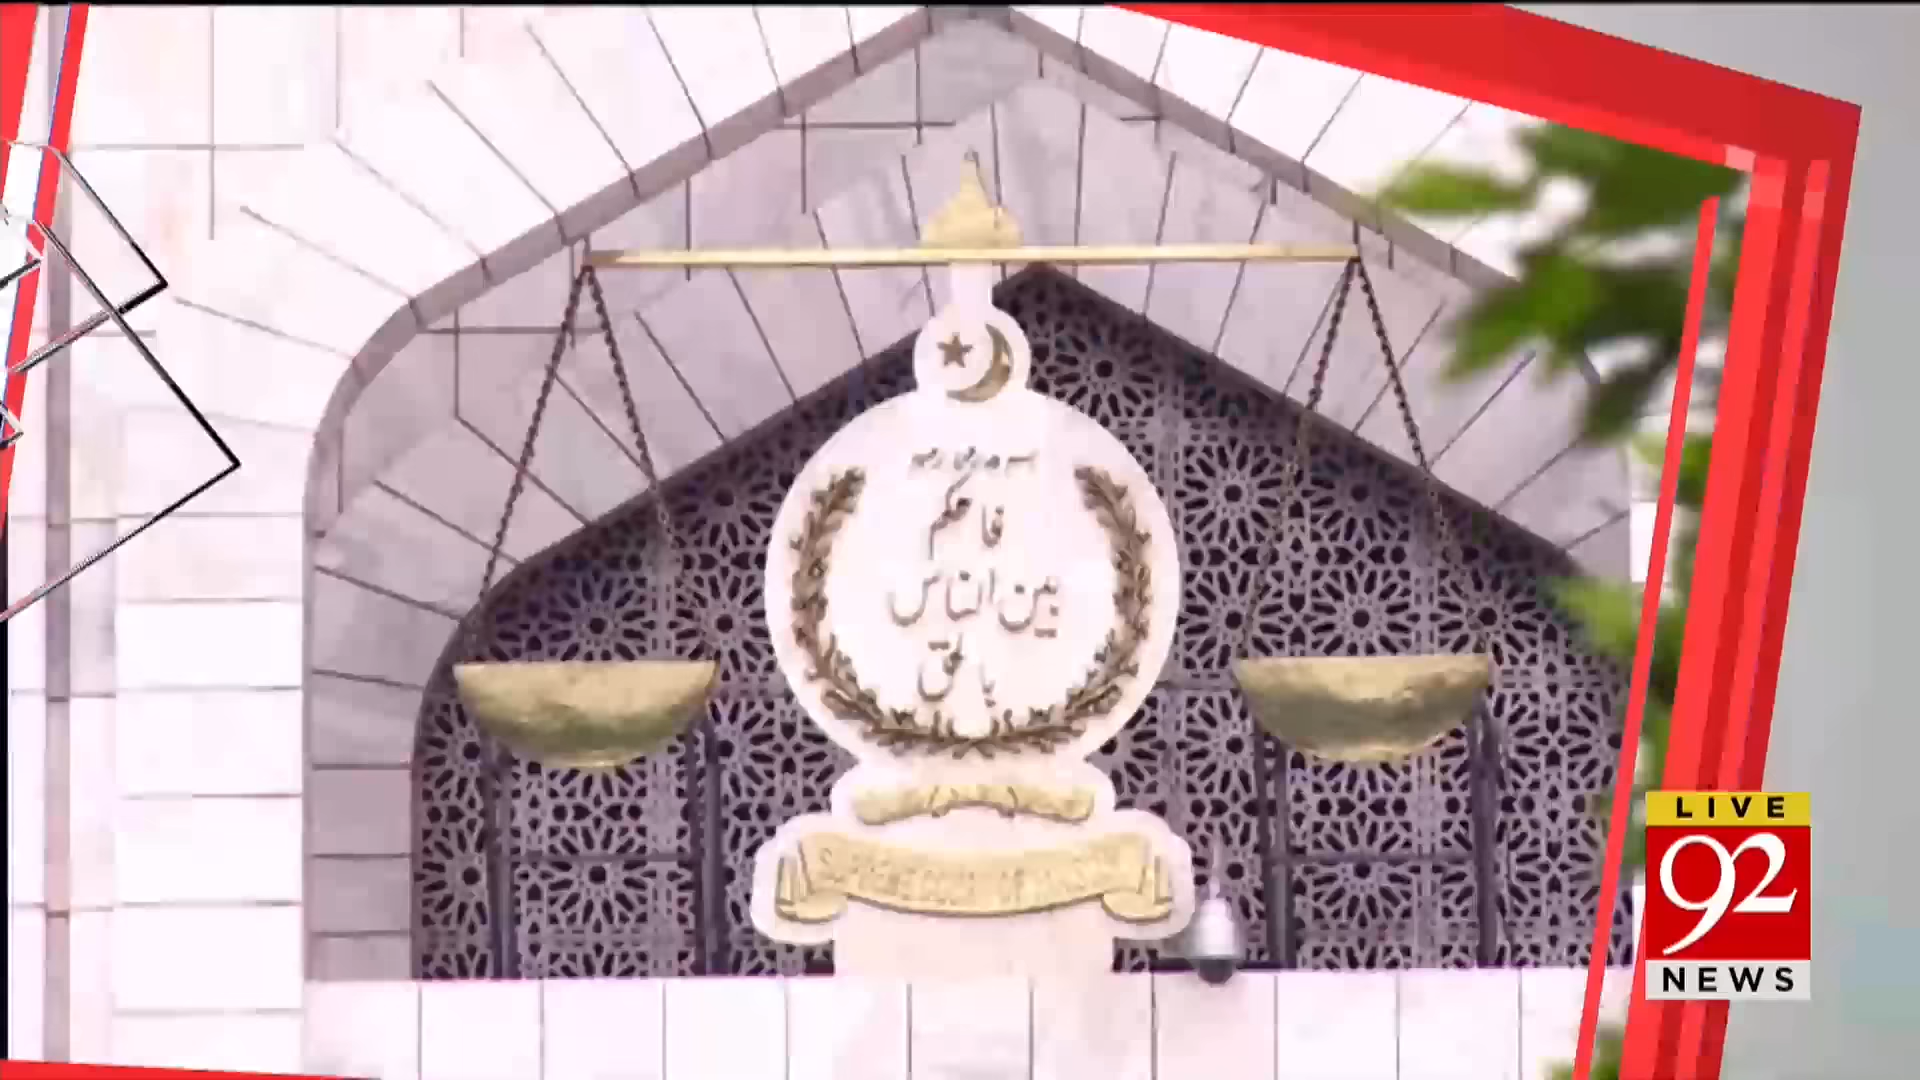 فاحکم
بین الناس
بالحق
SUPREME COURT OF PAKISTAN
LIVE
92
NEWS